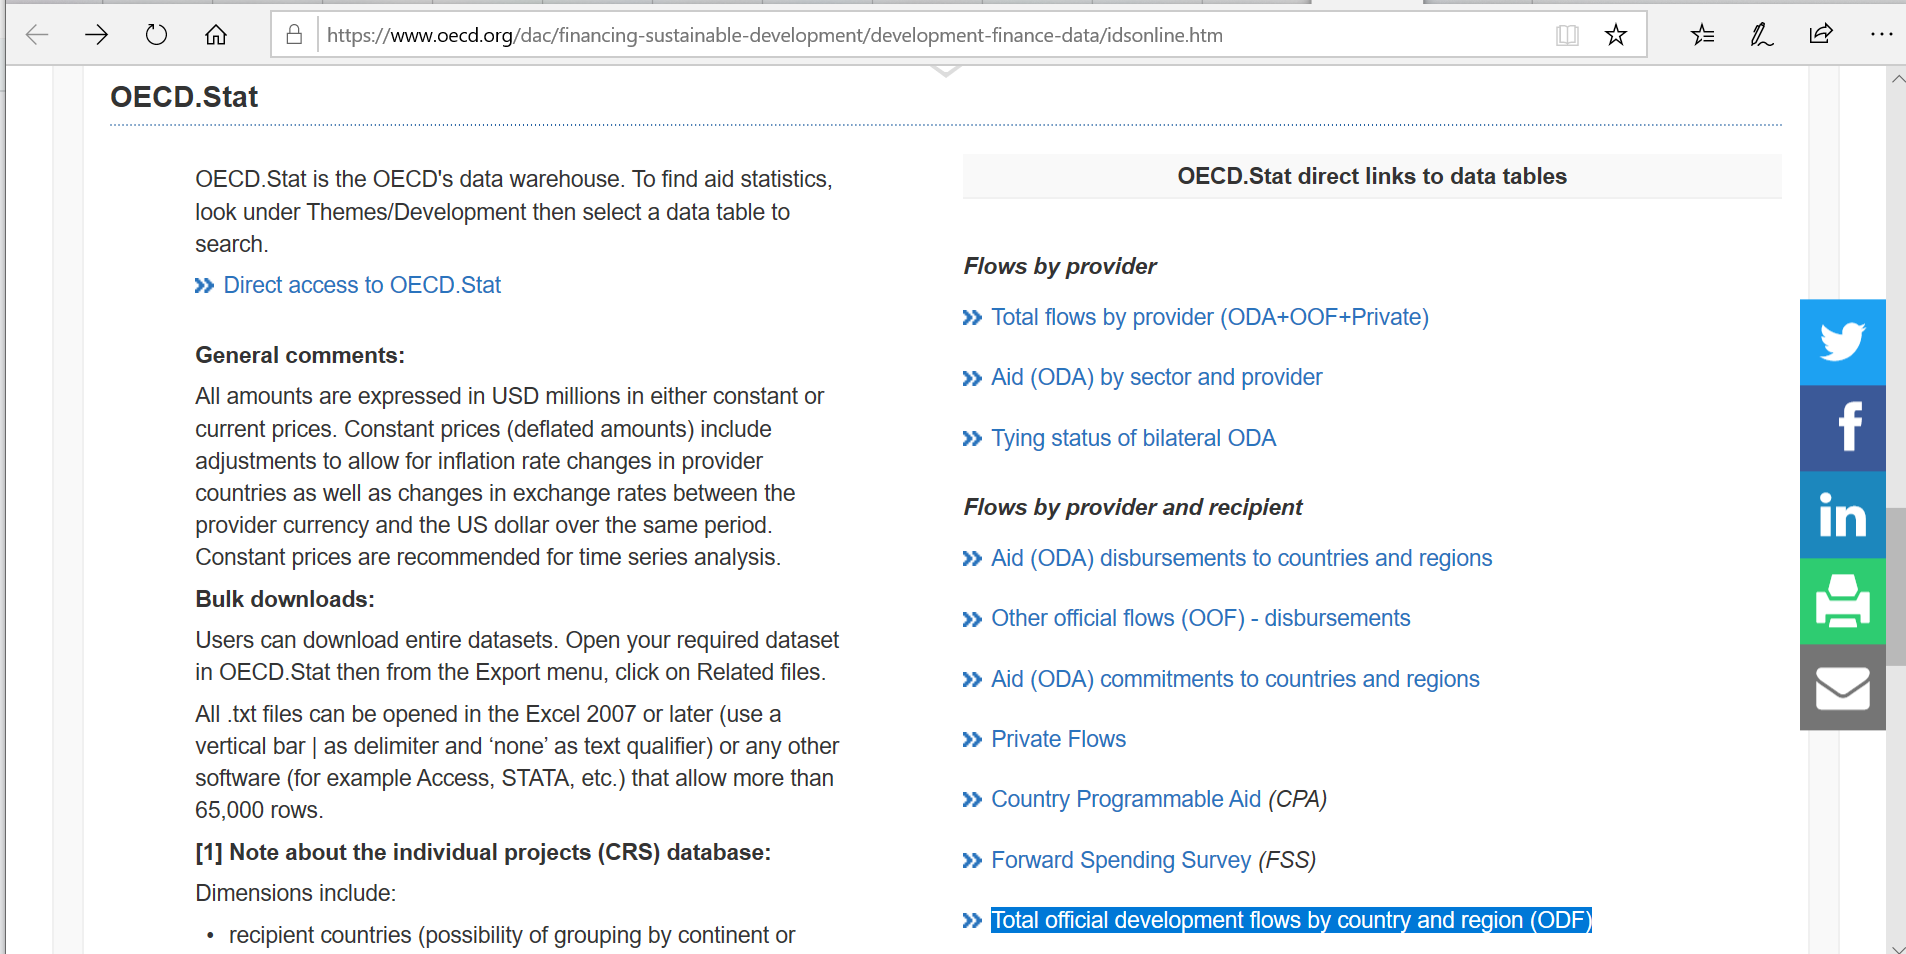 https://www.oecd.org/dac/financing-sustainable-development/development-finance-data/idsonline.htm
OECD.Stat
OECD.Stat is the OECD's data warehouse. To find aid statistics,
look under Themes/Development then select a data table to
search.
Direct access to OECD.Stat
General comments:
All amounts are expressed in USD millions in either constant or
current prices. Constant prices (deflated amounts) include
adjustments to allow for inflation rate changes in provider
countries as well as changes in exchange rates between the
provider currency and the US dollar over the same period.
Constant prices are recommended for time series analysis.
Bulk downloads:
Users can download entire datasets. Open your required dataset
in OECD.Stat then from the Export menu, click on Related files.
All .txt files can be opened in the Excel 2007 or later (use a
vertical bar | as delimiter and ‘none’ as text qualifier) or any other
software (for example Access, STATA, etc.) that allow more than
65,000 rows.
[1] Note about the individual projects (CRS) database:
Dimensions include:
• recipient countries (possibility of grouping by continent or
OECD.Stat direct links to data tables
Flows by provider
Total flows by provider (ODA+OOF+Private)
Aid (ODA) by sector and provider
Tying status of bilateral ODA
Flows by provider and recipient
Aid (ODA) disbursements to countries and regions
Other official flows (OOF) - disbursements
Aid (ODA) commitments to countries and regions
Private Flows
Country Programmable Aid (CPA)
Forward Spending Survey (FSS)
Total official development flows by country and region (ODF)
f
in